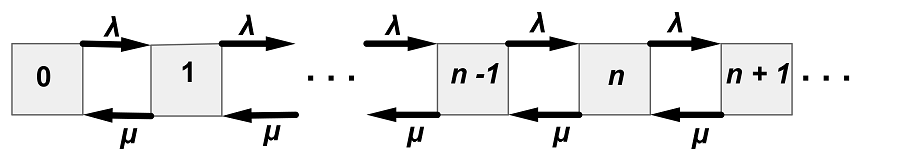 λ λ λ λ λ
0 1 . . . n -1 n n + 1 . . .
μ μ μ μ μ